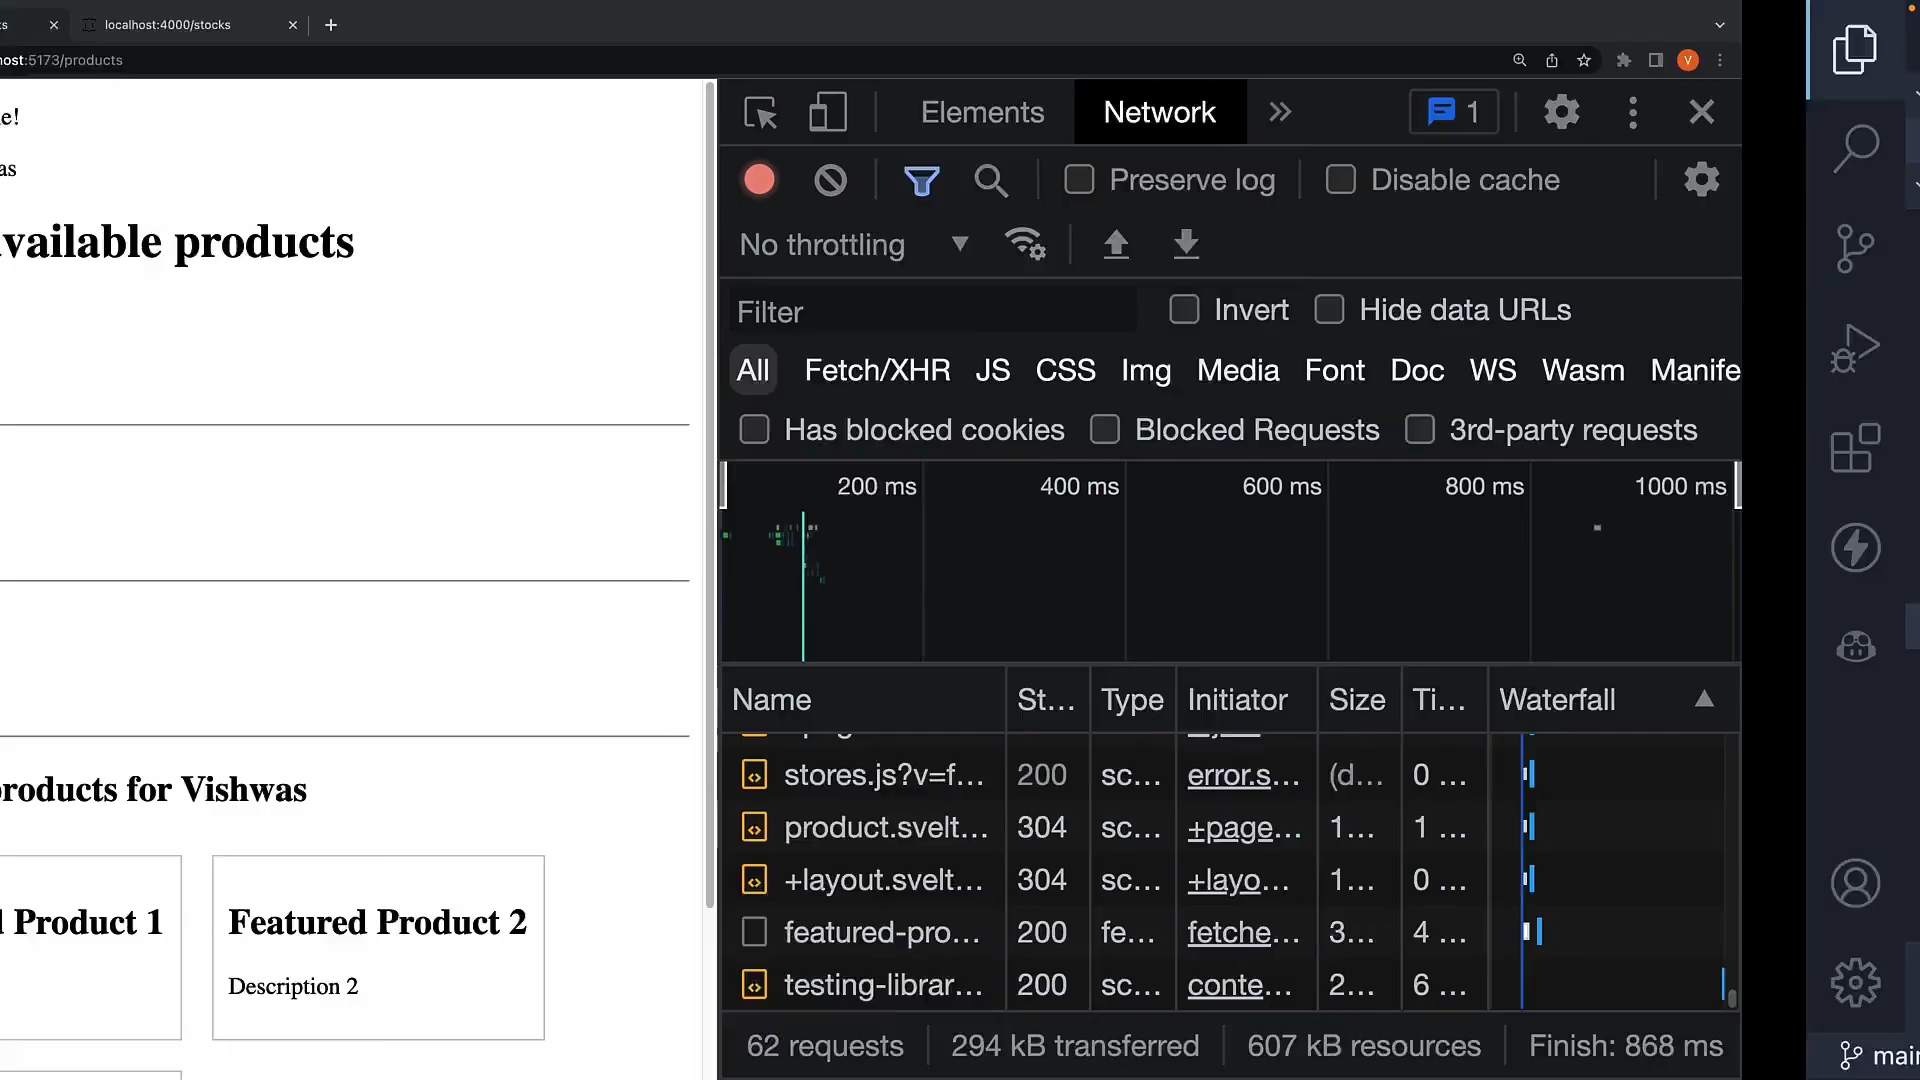 ts
localhost:4000/stocks
host:5173/products
V
e!
as
vailable products
products for Vishwas
d Product 1
Featured Product 2
Description 2
Elements
Network
1
Preserve log
Disable cache
No throttling
Filter
Invert
Hide data URLs
All
Fetch/XHR
JS
CSS
Img
Media
Font
Doc
WS
Wasm
Manife
Has blocked cookies
Blocked Requests
3rd-party requests
200 ms
400 ms
600 ms
800 ms
1000 ms
Name St... Type Initiator Size Ti... Waterfall
stores.js?v=f... 200 sc... error.s... (d... 0 ...
product.svelt... 304 sc... +page... 1... 1 ...
+layout.svelt... 304 sc... +layo... 1... 0 ...
featured-pro... 200 fe... fetche... 3... 4 ...
testing-librar... 200 sc... conte... 2... 6 ...
62 requests
294 kB transferred
607 kB resources
Finish: 868 ms
main